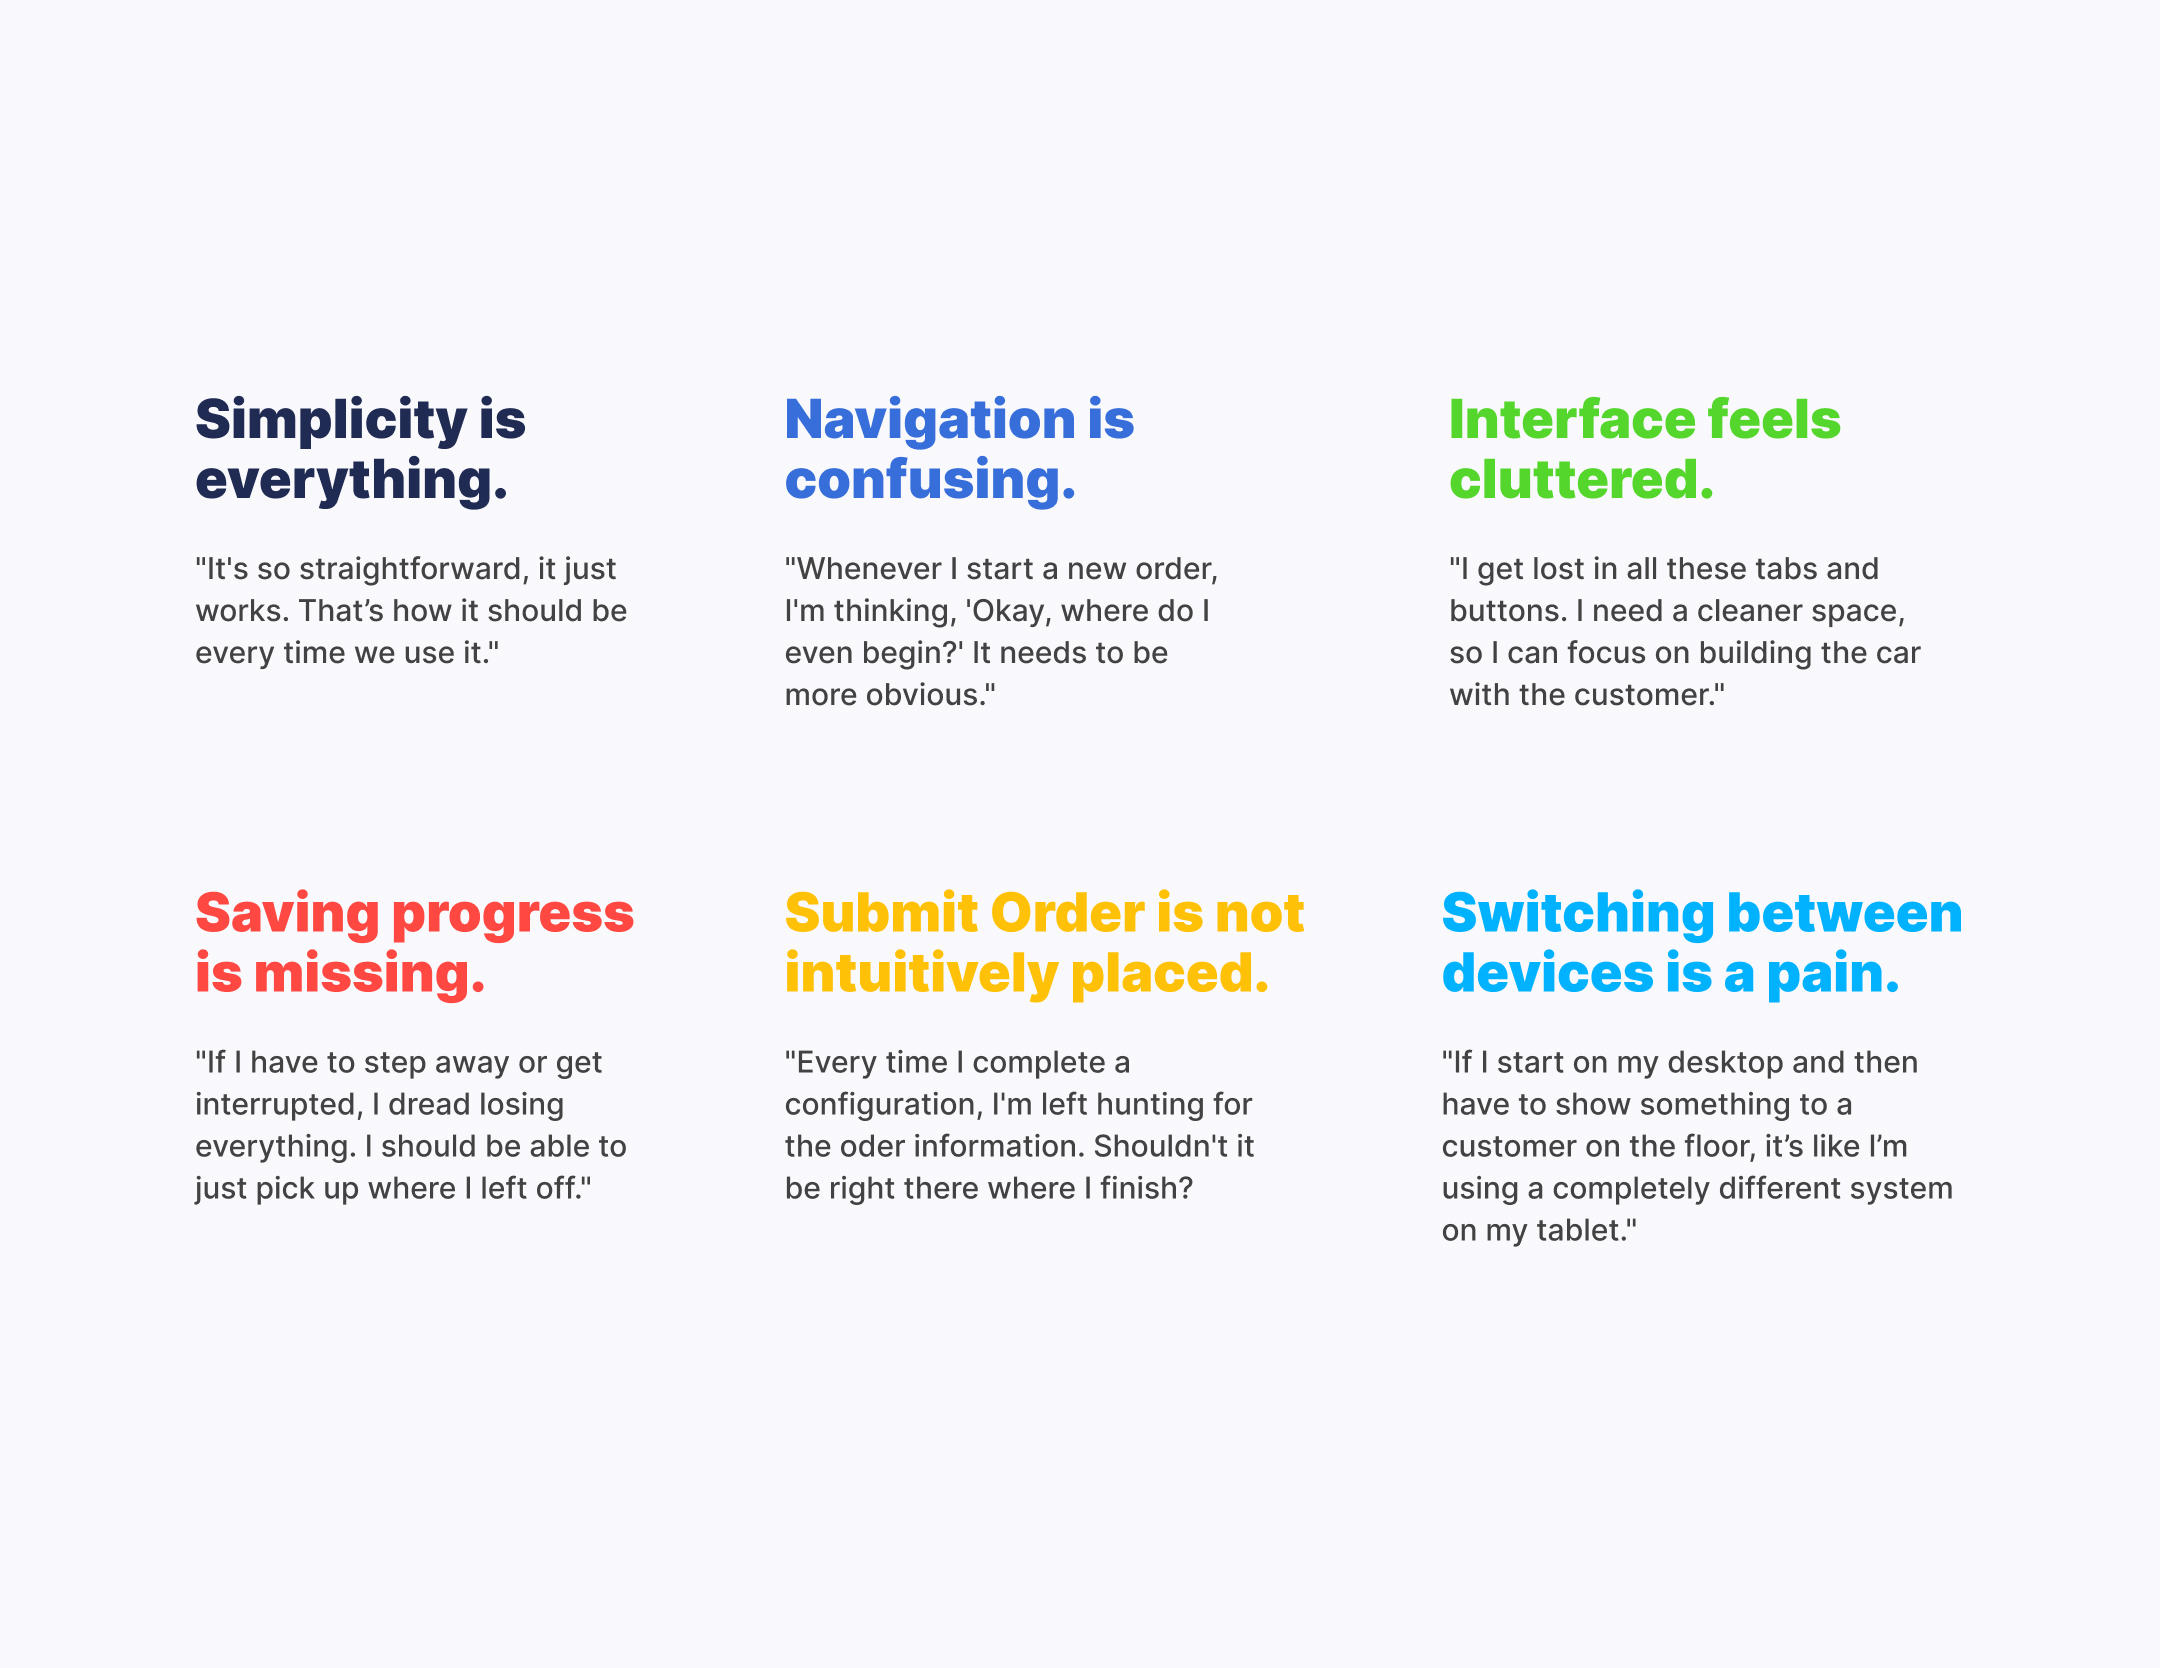 Simplicity is
everything.
"It's so straightforward, it just
works. That’s how it should be
every time we use it."
Navigation is
confusing.
"Whenever I start a new order,
I'm thinking, 'Okay, where do I
even begin?' It needs to be
more obvious."
Interface feels
cluttered.
"I get lost in all these tabs and
buttons. I need a cleaner space,
so I can focus on building the car
with the customer."
Saving progress
is missing.
"If I have to step away or get
interrupted, I dread losing
everything. I should be able to
just pick up where I left off."
Submit Order is not
intuitively placed.
"Every time I complete a
configuration, I'm left hunting for
the oder information. Shouldn't it
be right there where I finish?
Switching between
devices is a pain.
"If I start on my desktop and then
have to show something to a
customer on the floor, it’s like I’m
using a completely different system
on my tablet."